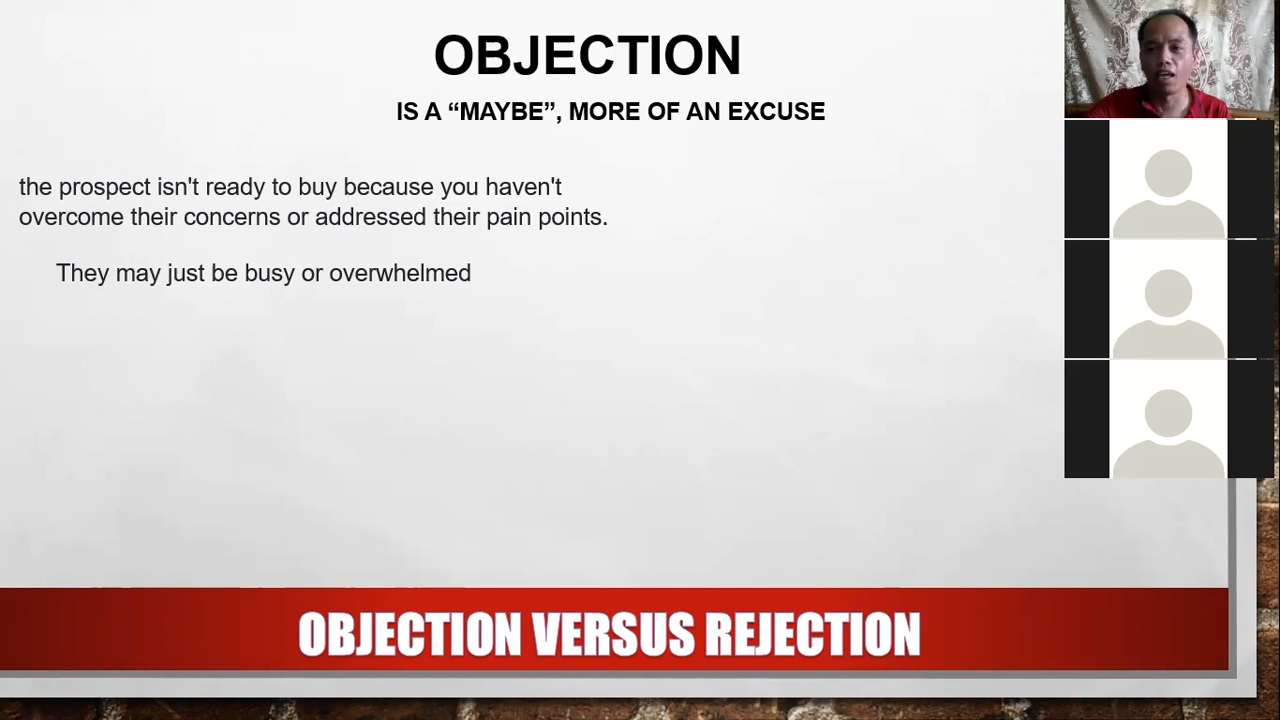 OBJECTION
IS A “MAYBE”, MORE OF AN EXCUSE
the prospect isn't ready to buy because you haven't
overcome their concerns or addressed their pain points.
They may just be busy or overwhelmed
OBJECTION VERSUS REJECTION